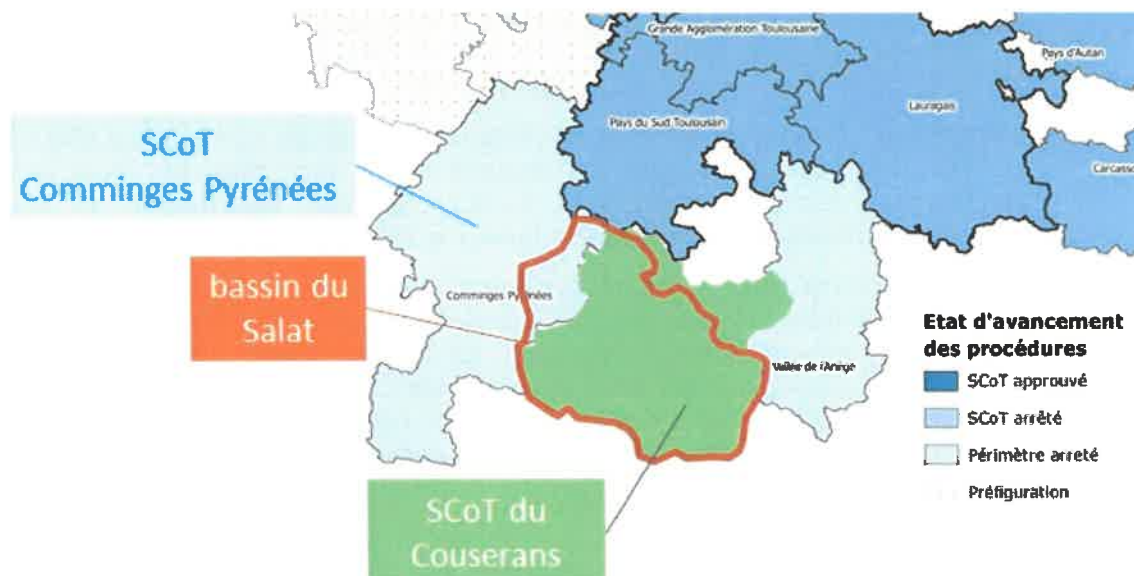 Grande Agglomération Toulousaine
Pays d'Autan
Lauragais
Pays du Sud Toulousain
Carcasso
SCoT
Comminges Pyrénées
bassin du
Salat
Comminges Pyrénées
Vallée de l'Ariège
Etat d'avancement
des procédures
SCoT approuvé
SCoT arrêté
Périmètre arreté
Préfiguration
SCoT du
Couserans